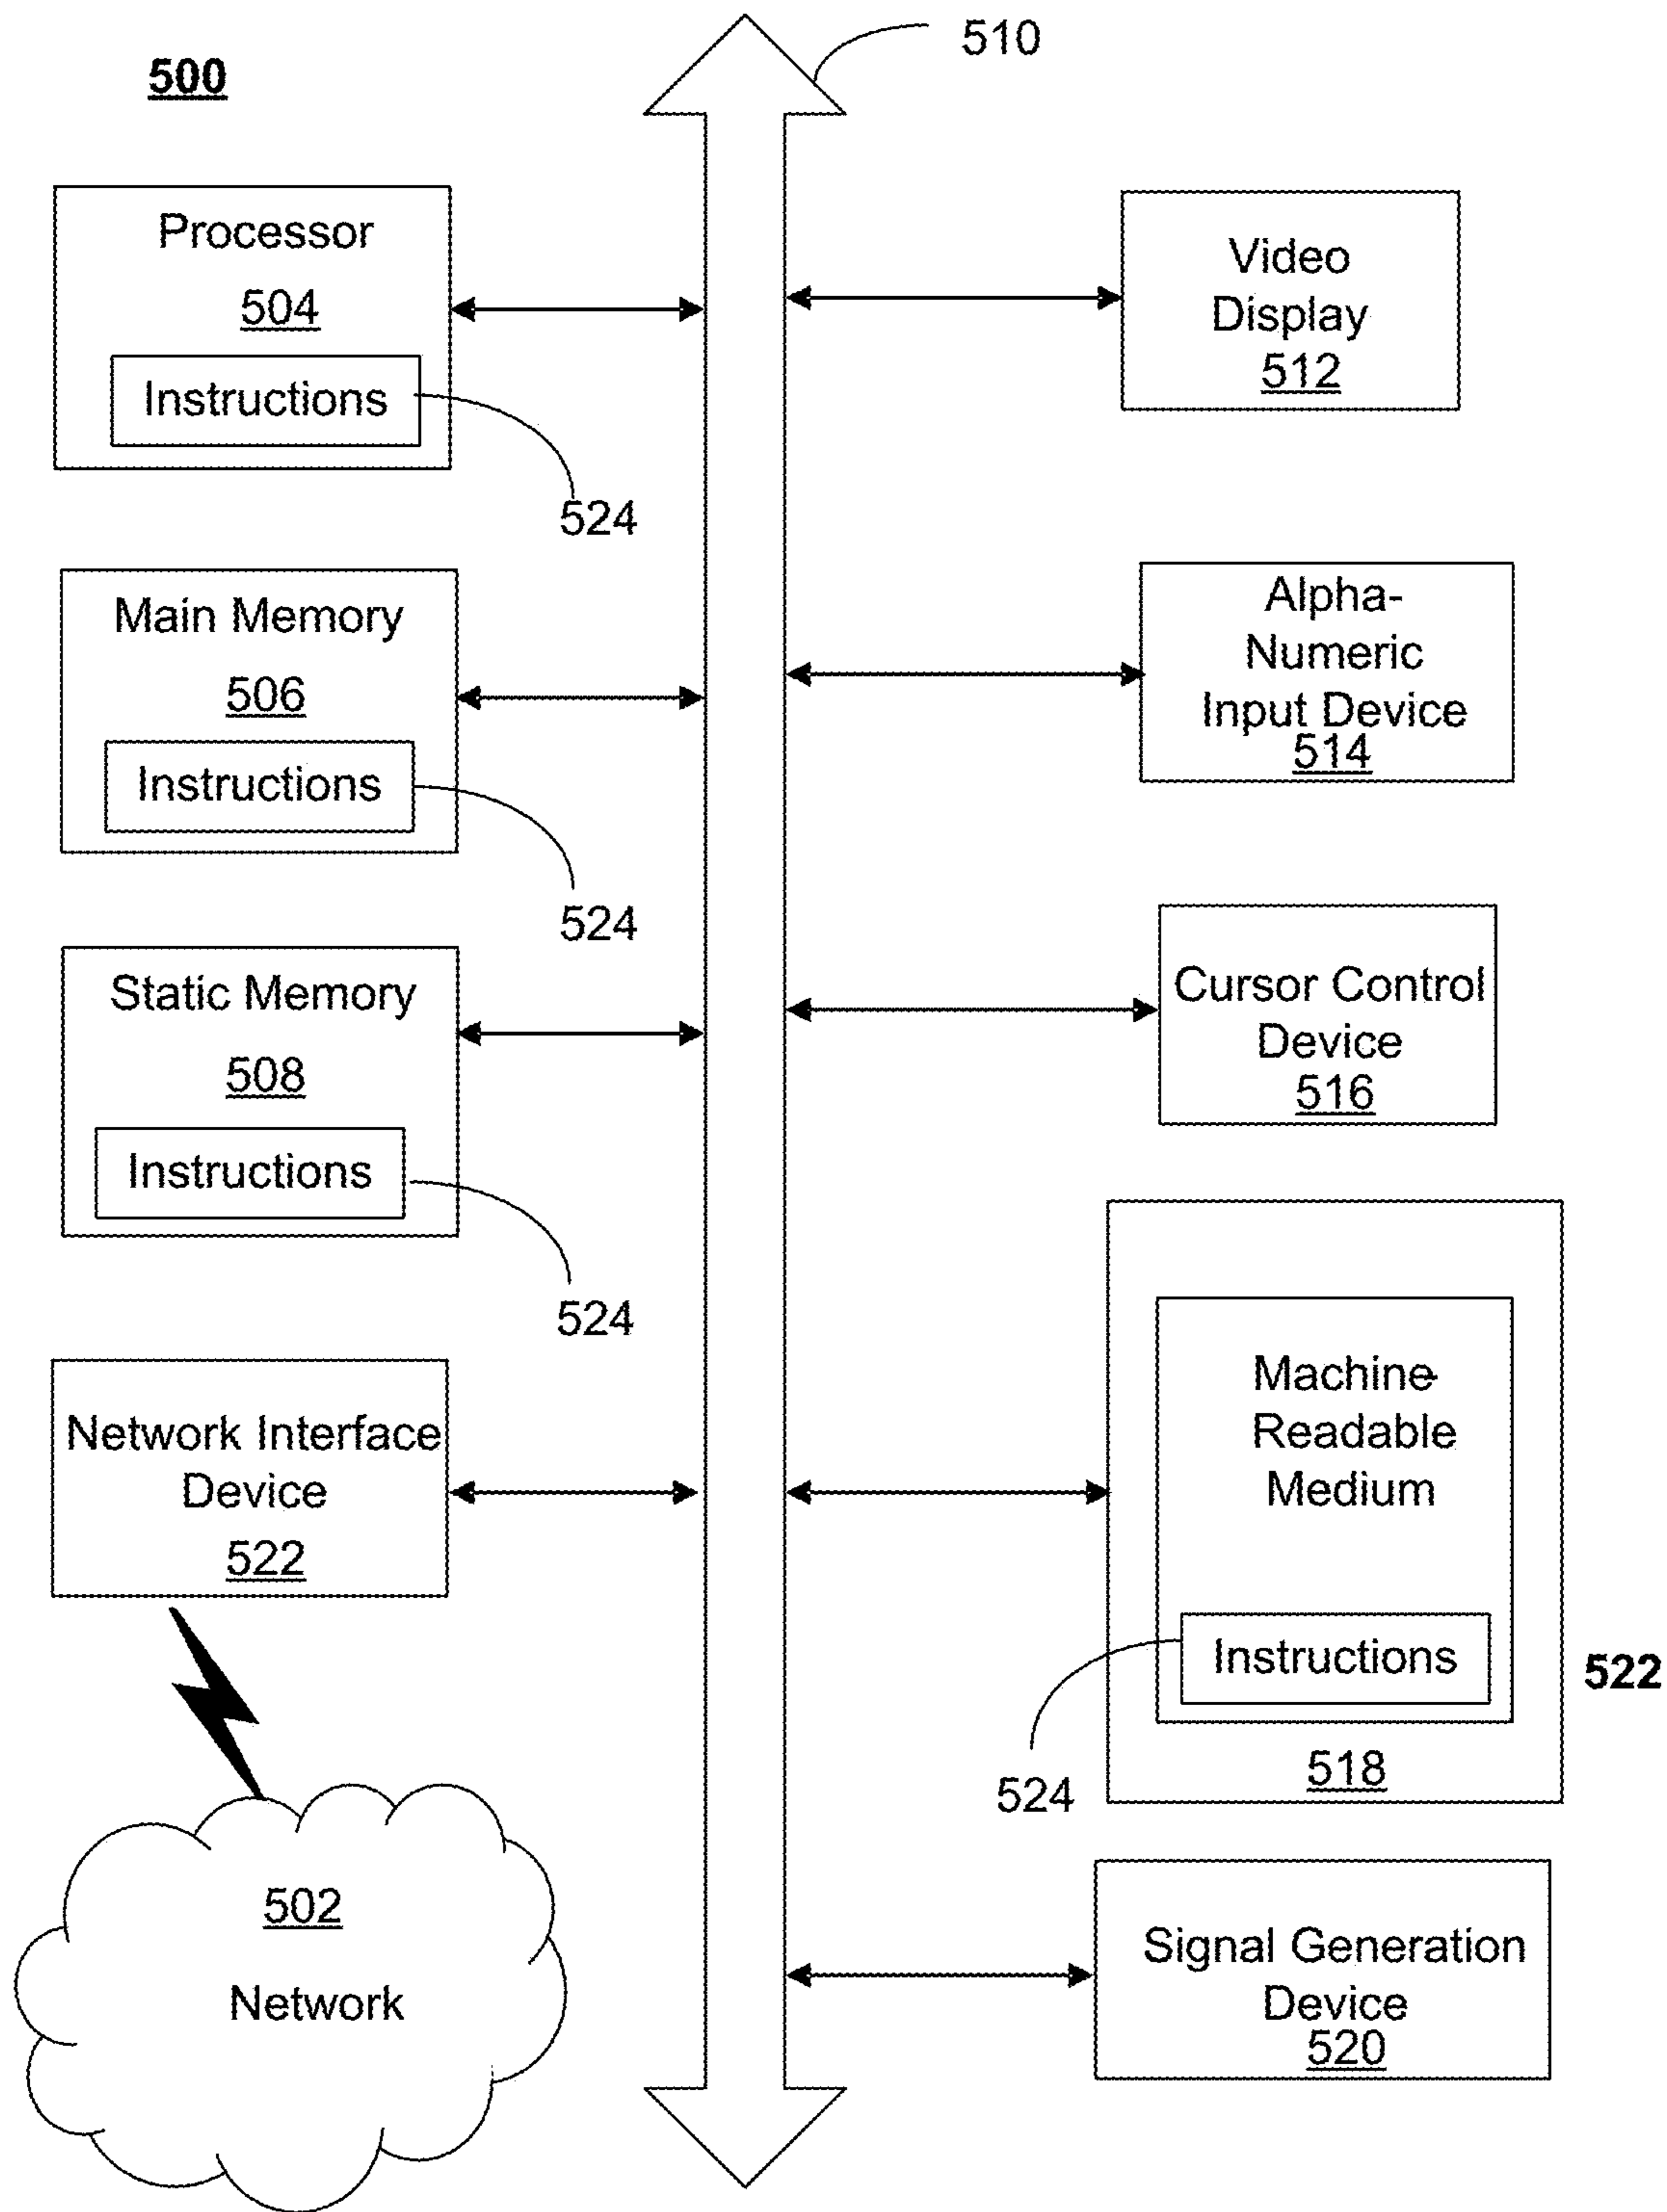 500
510
Processor
504
Instructions
524
Main Memory
506
Instructions
524
Static Memory
508
Instructions
524
Network Interface
Device
522
502
Network
Video
Display
512
Alpha-
Numeric
Input Device
514
Cursor Control
Device
516
Machine-
Readable
Medium
Instructions
522
524
518
Signal Generation
Device
520